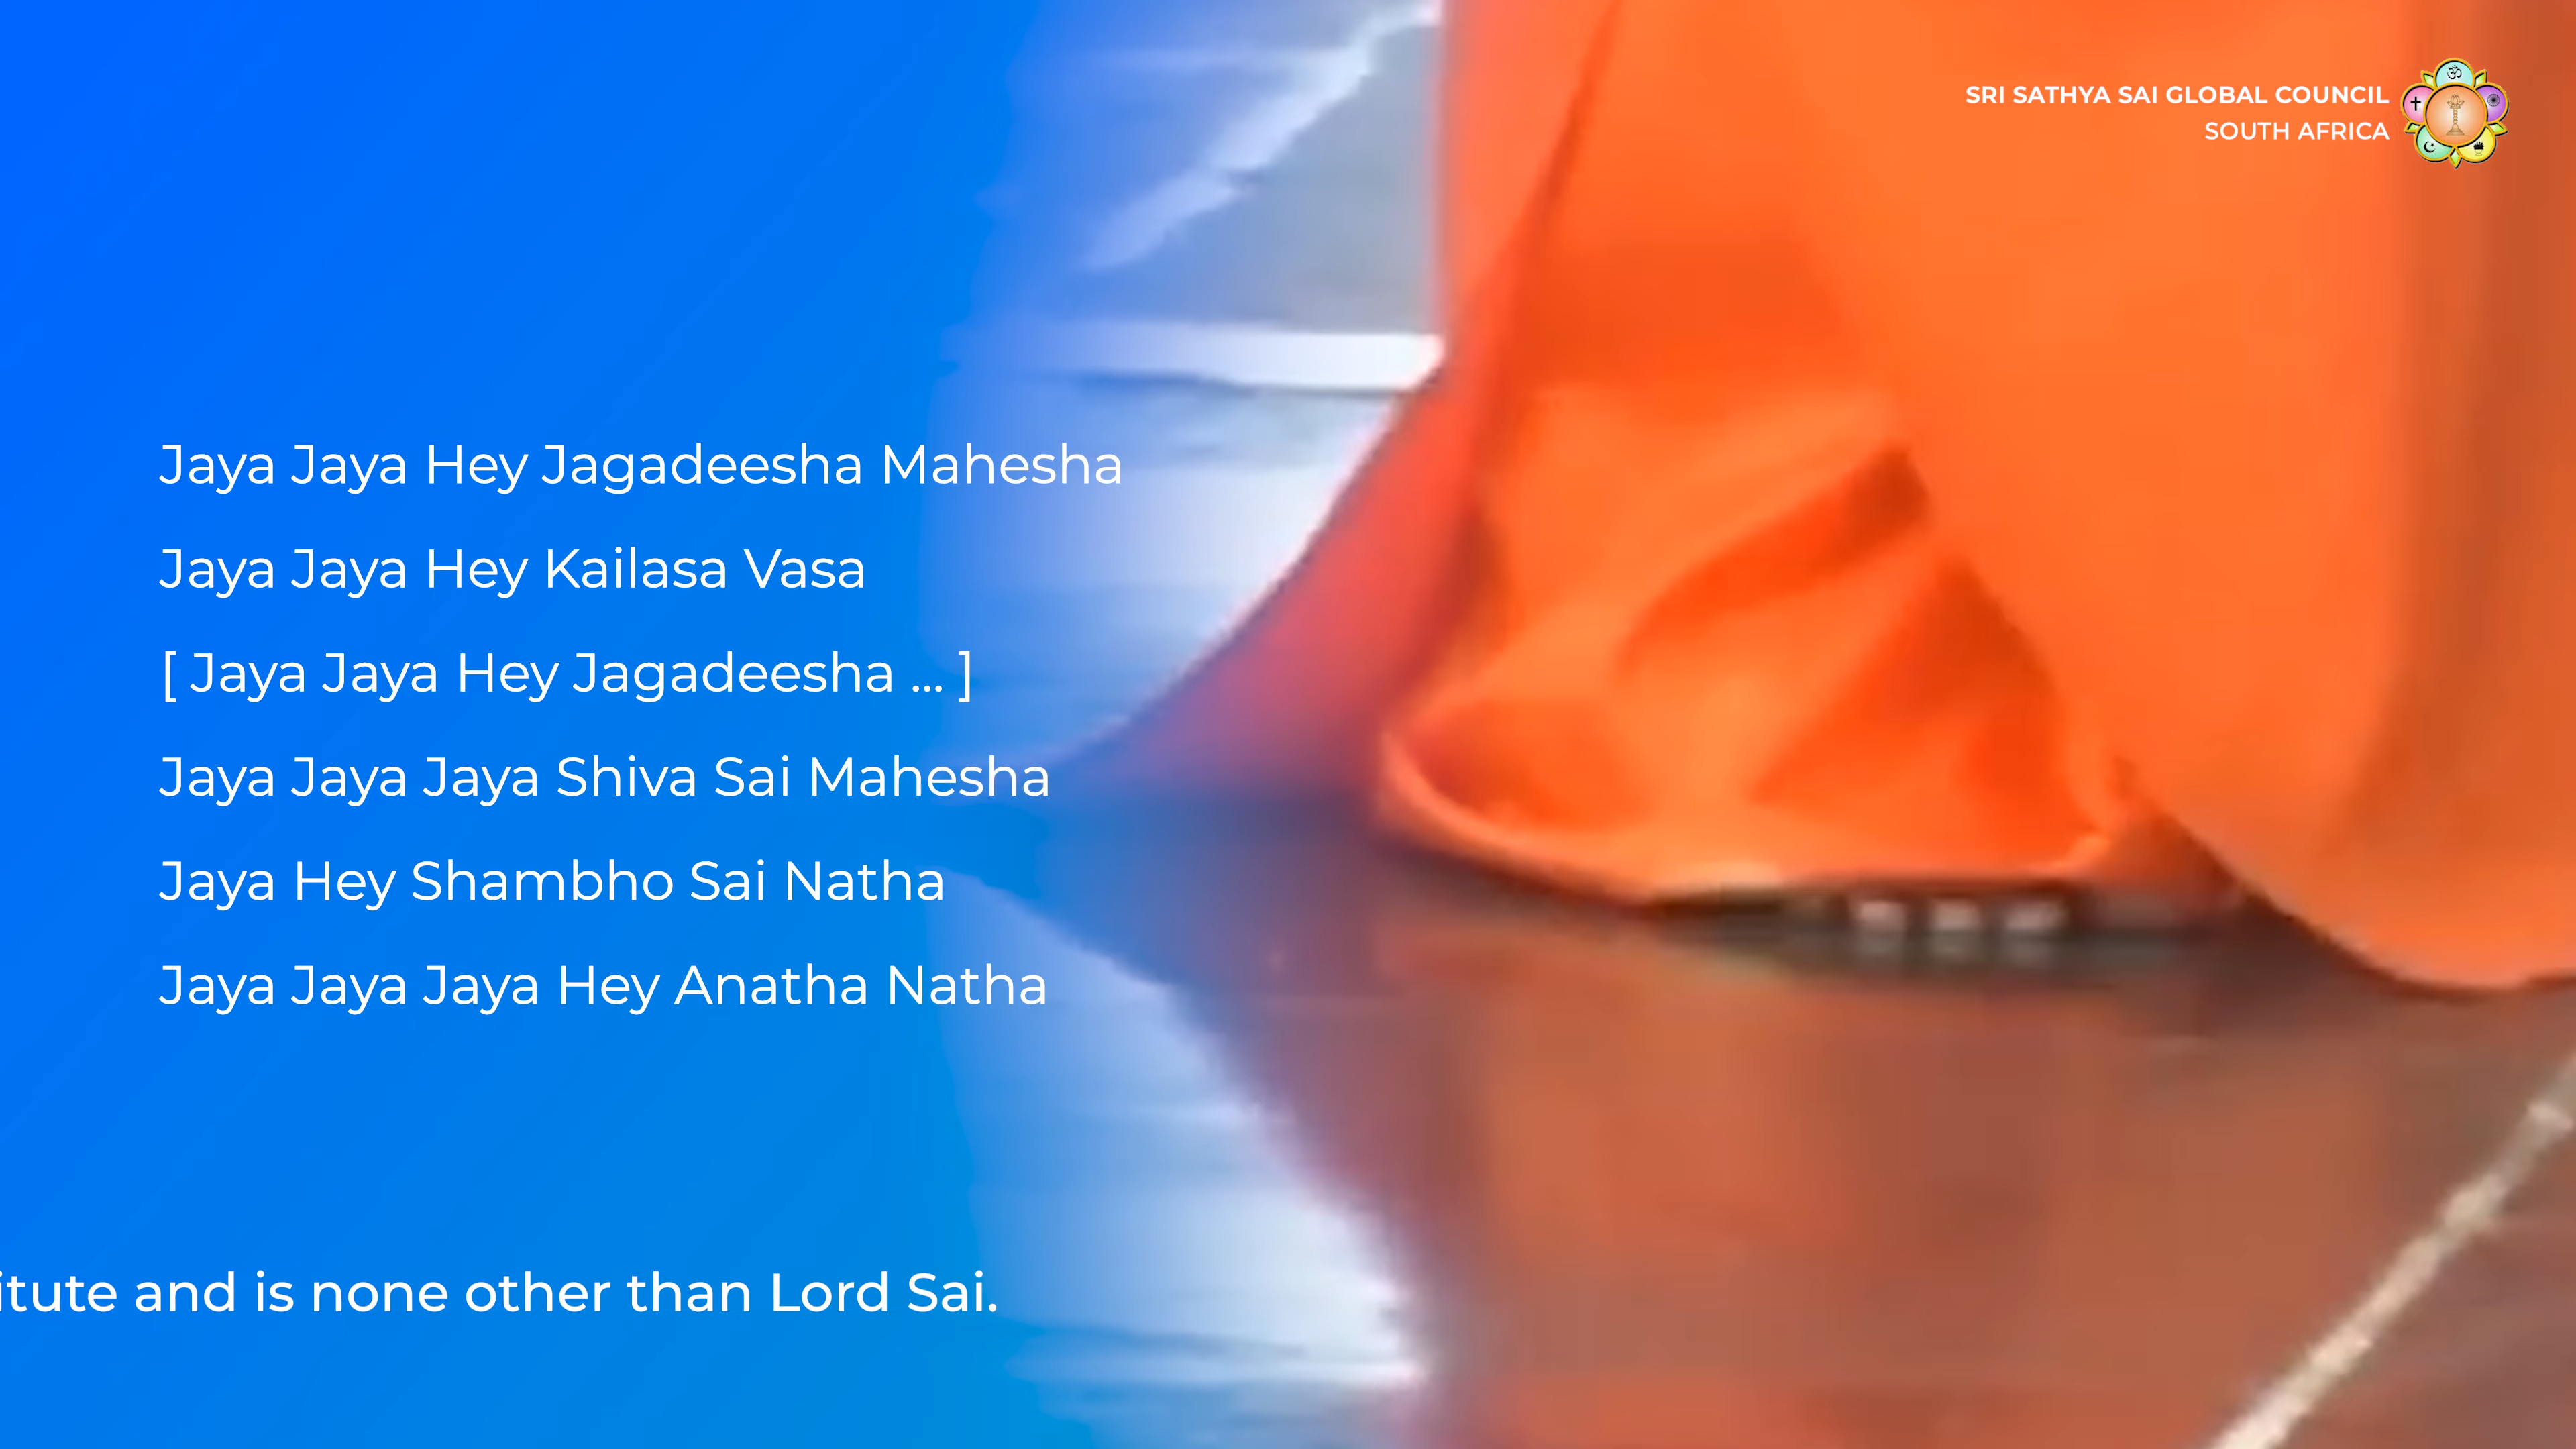 SRI SATHYA SAI GLOBAL COUNCIL
SOUTH AFRICA
Jaya Jaya Hey Jagadeesha Mahesha
Jaya Jaya Hey Kailasa Vasa
[ Jaya Jaya Hey Jagadeesha ... ]
Jaya Jaya Jaya Shiva Sai Mahesha
Jaya Hey Shambho Sai Natha
Jaya Jaya Jaya Hey Anatha Natha
itute and is none other than Lord Sai.